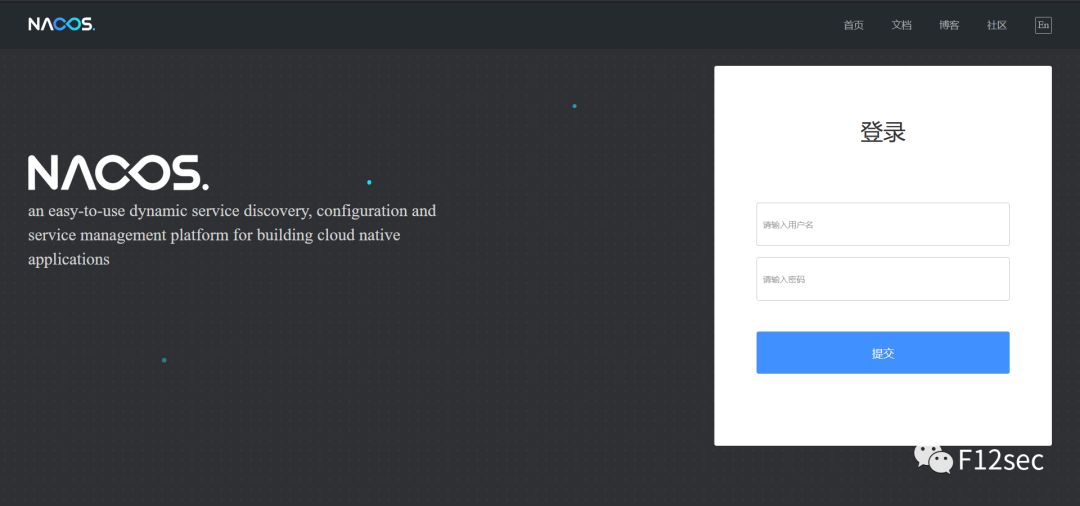 NACOS.
首页 文档 博客 社区 En
NACOS.
an easy-to-use dynamic service discovery, configuration and
service management platform for building cloud native
applications
登录
请输入用户名
请输入密码
提交
F12sec